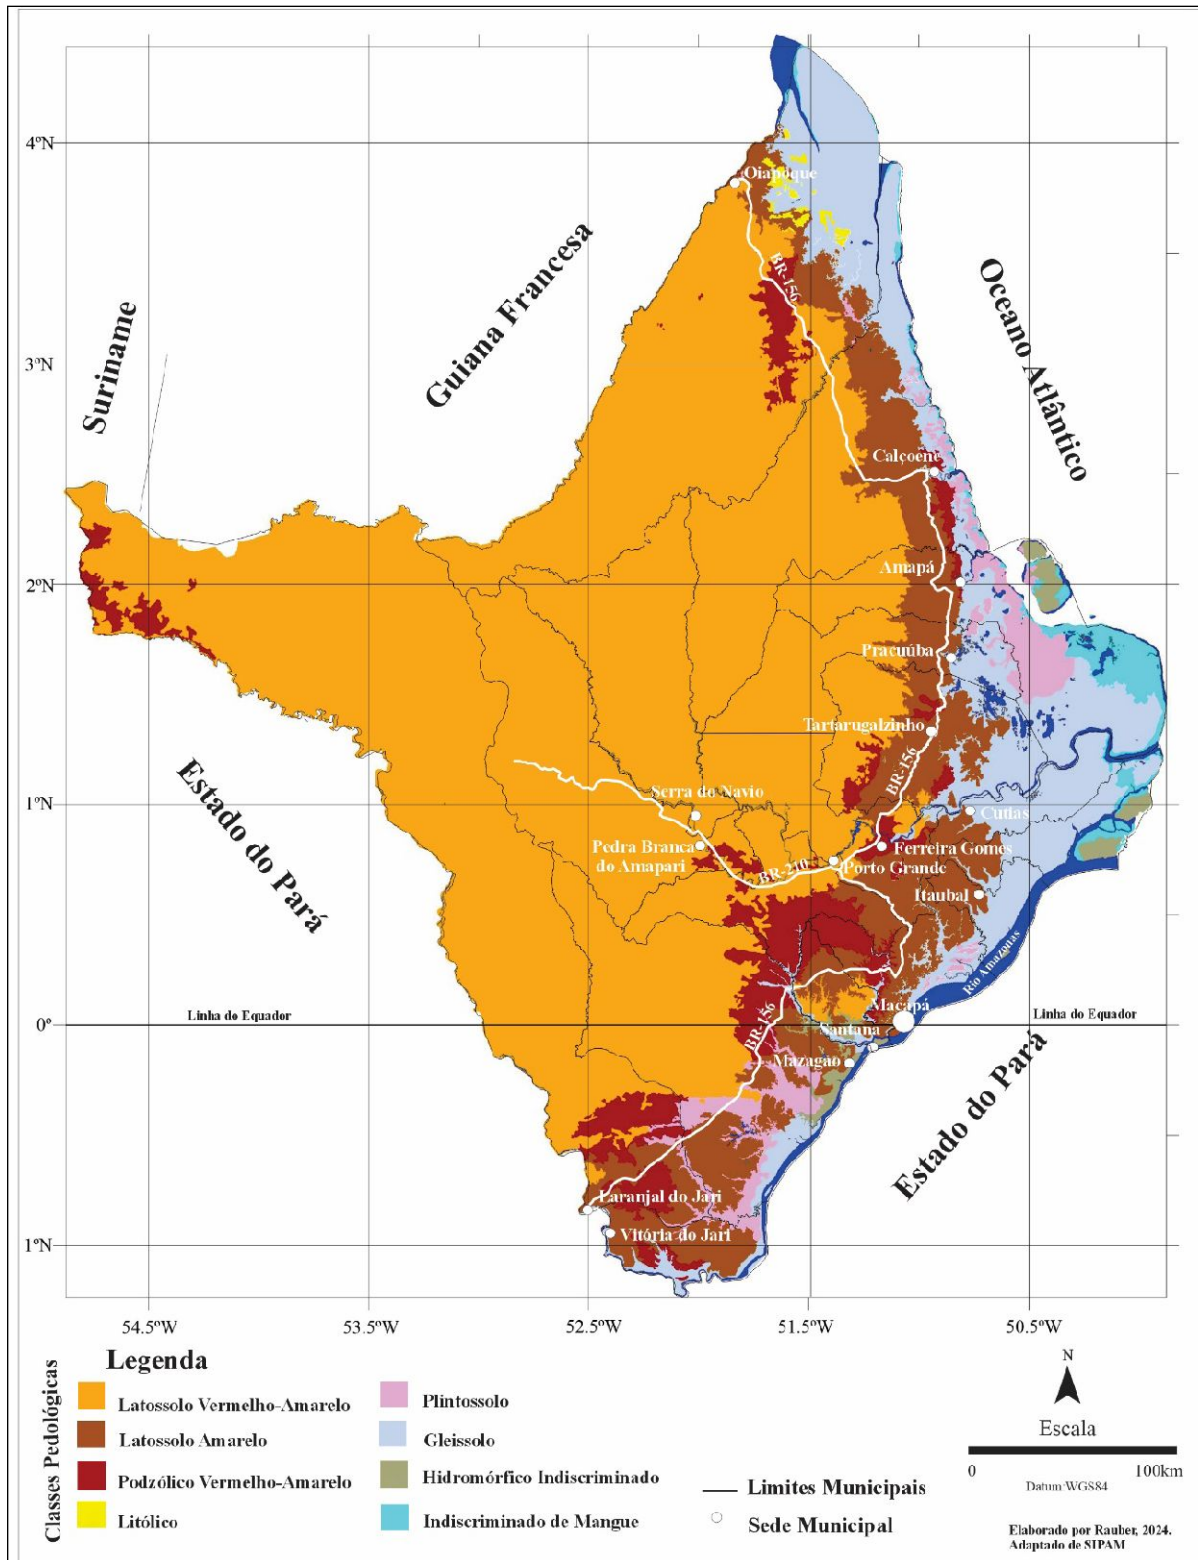 4ºN
Oiapoque
BR-156
Guiana Francesa
Oceano Atlântico
Suriname
3ºN
Calçoene
2ºN
Amapá
Pracuúba
Tartarugalzinho
BR-156
Estado do Pará
1ºN
Serra do Navio
Cutias
Pedra Branca
do Amapari
Ferreira Gomes
BR-210
Porto Grande
Itaubal
Rio Amazonas
Macapá
0º
Linha do Equador
Linha do Equador
Santana
BR-156
Mazagão
Estado do Pará
Laranjal do Jari
Vitória do Jari
1ºN
54.5ºW
53.5ºW
52.5ºW
51.5ºW
50.5ºW
Classes Pedológicas
Legenda
Latossolo Vermelho-Amarelo
Latossolo Amarelo
Podzólico Vermelho-Amarelo
Litólico
Plintossolo
Gleissolo
Hidromórfico Indiscriminado
Indiscriminado de Mangue
Limites Municipais
Sede Municipal
N
Escala
0 100km
Datum:WGS84
Elaborado por Rauber, 2024.
Adaptado de SIPAM